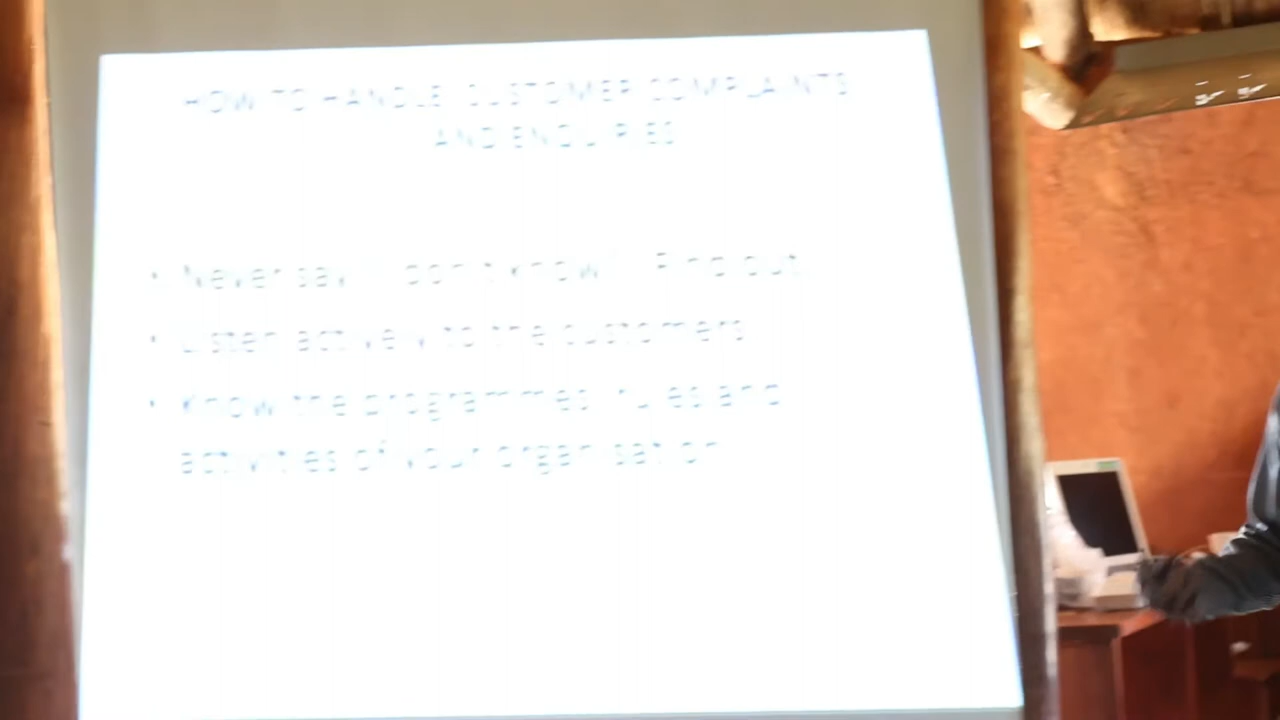 HOW TO HANDLE CUSTOMER COMPLAINTS
AND ENQUIRIES
• Never say "I don't know". Find out.
• Listen actively to the customers
• Know the programmes, rules and
activities of your organisation